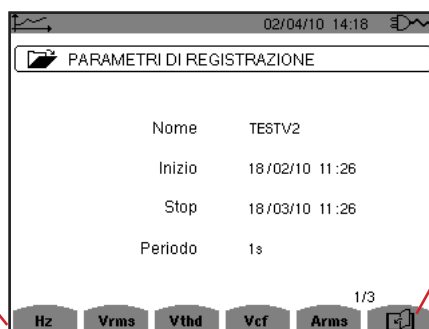 02/04/10 14:18
PARAMETRI DI REGISTRAZIONE
Nome TESTV2
Inizio 18/02/10 11:26
Stop 18/03/10 11:26
Periodo 1s
1/3
Hz Vrms Vthd Vcf Arms